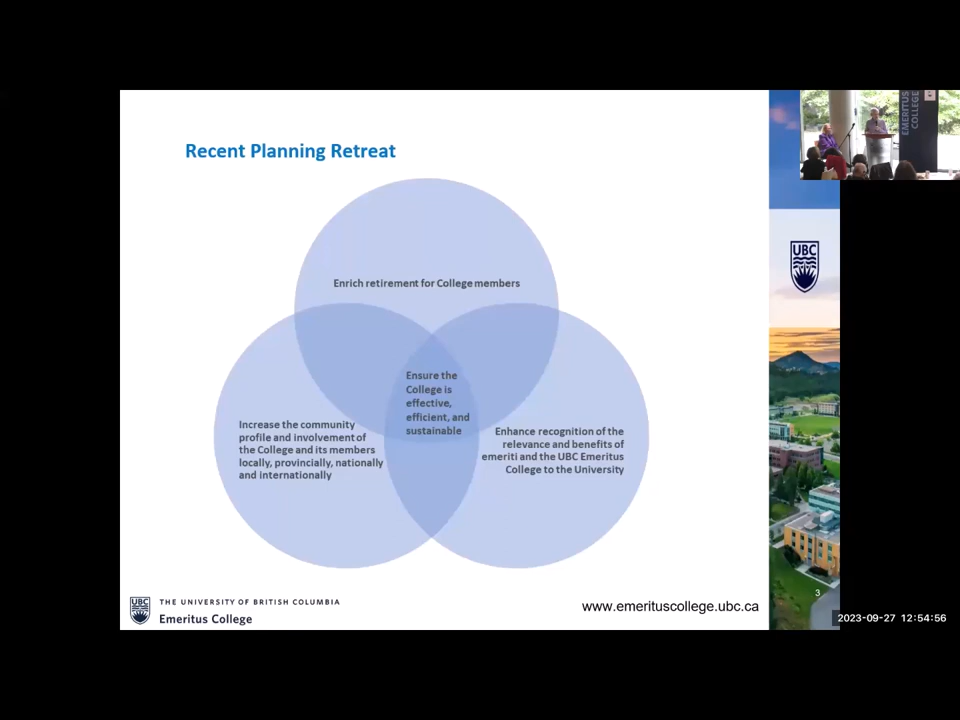 EMERITUS
COLLEGE
Recent Planning Retreat
UBC
Enrich retirement for College members
Ensure the
College is
effective,
efficient, and
sustainable
Increase the community
profile and involvement of
the College and its members
locally, provincially, nationally
and internationally
Enhance recognition of the
relevance and benefits of
emeriti and the UBC Emeritus
College to the University
3
UBC
THE UNIVERSITY OF BRITISH COLUMBIA
Emeritus College
www.emerituscollege.ubc.ca
2023-09-27 12:54:56